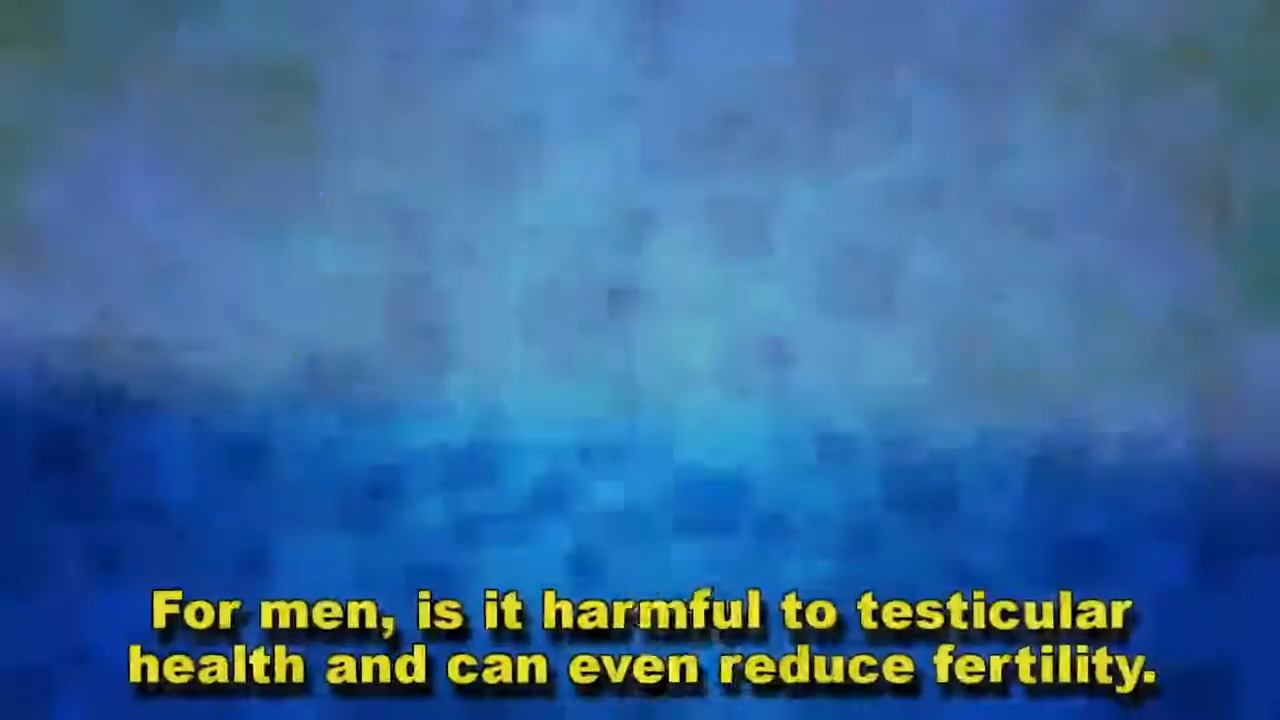 For men, is it harmful to testicular
health and can even reduce fertility.